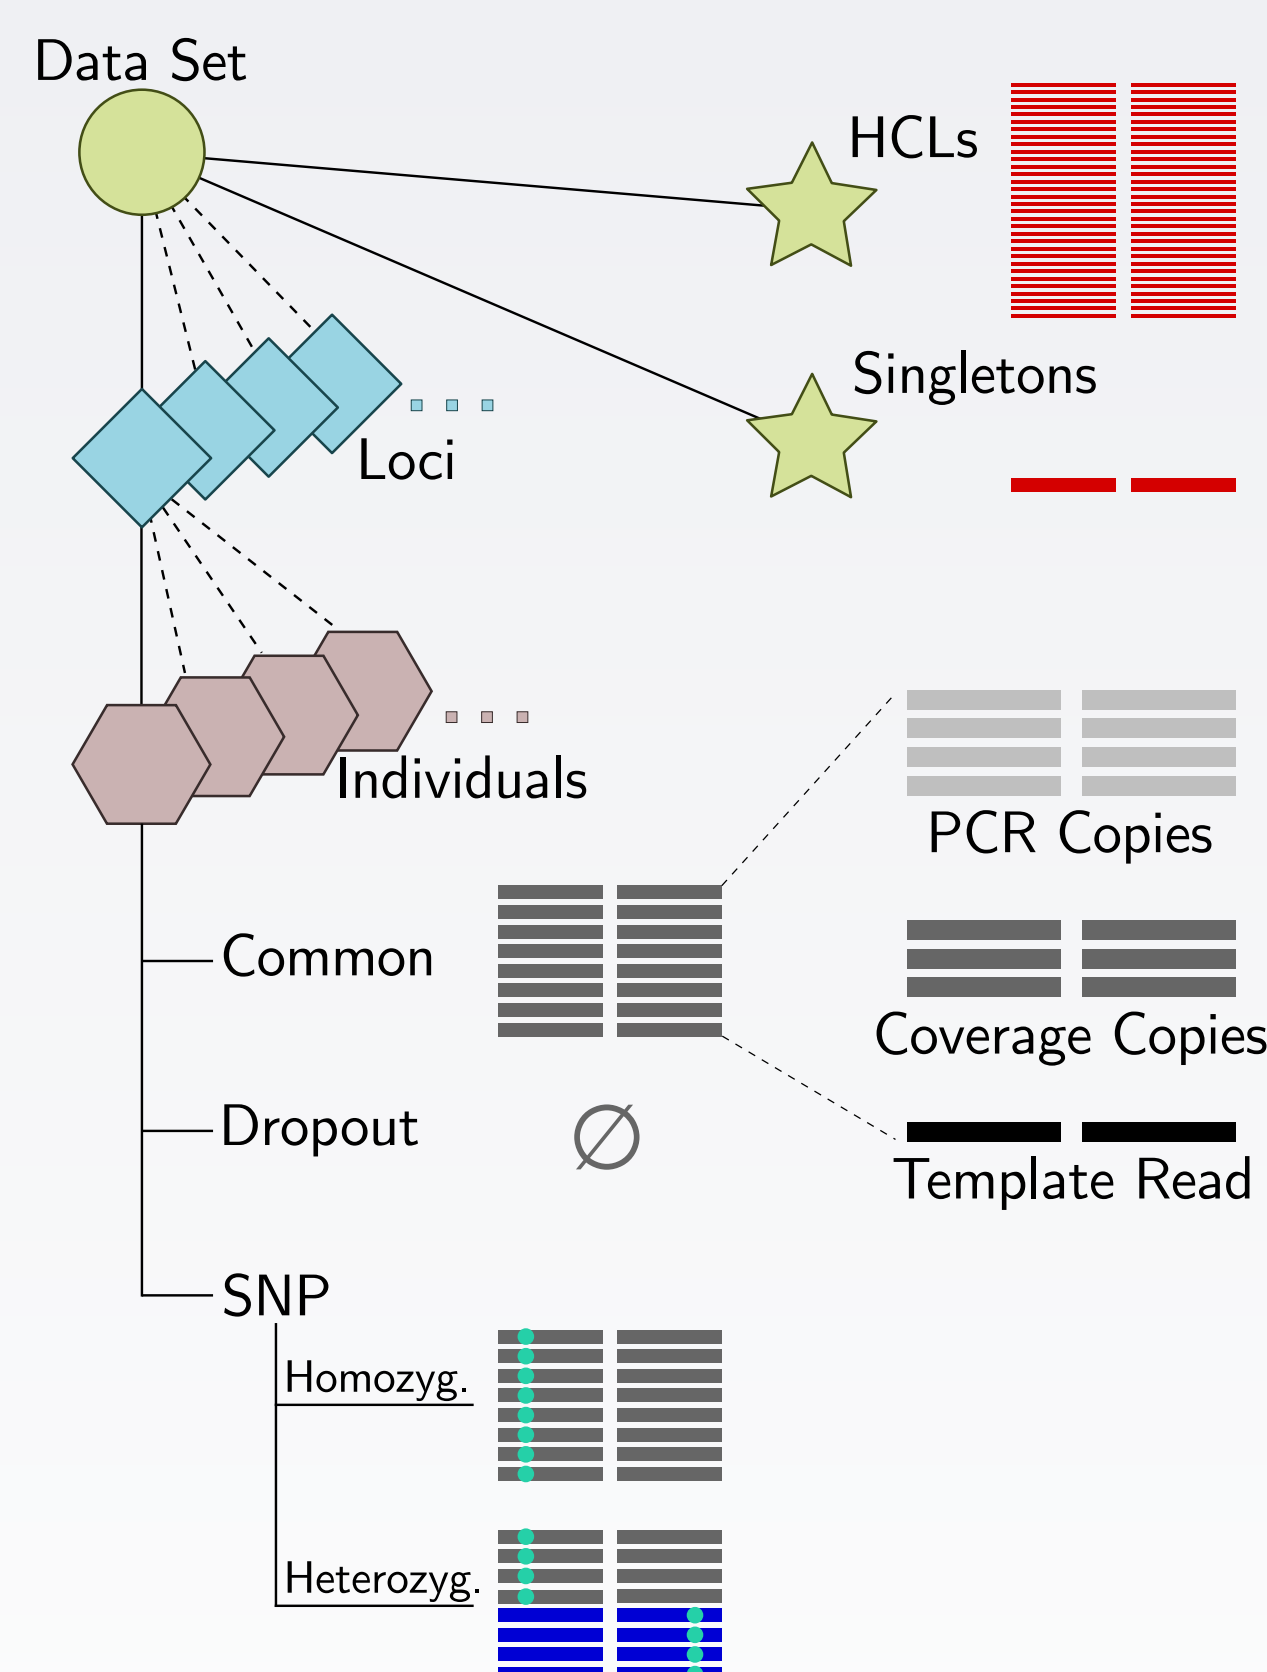 Data Set
HCLs
Singletons
Loci
Individuals
PCR Copies
Common
Coverage Copies
Dropout
∅
Template Read
SNP
Homozyg.
Heterozyg.